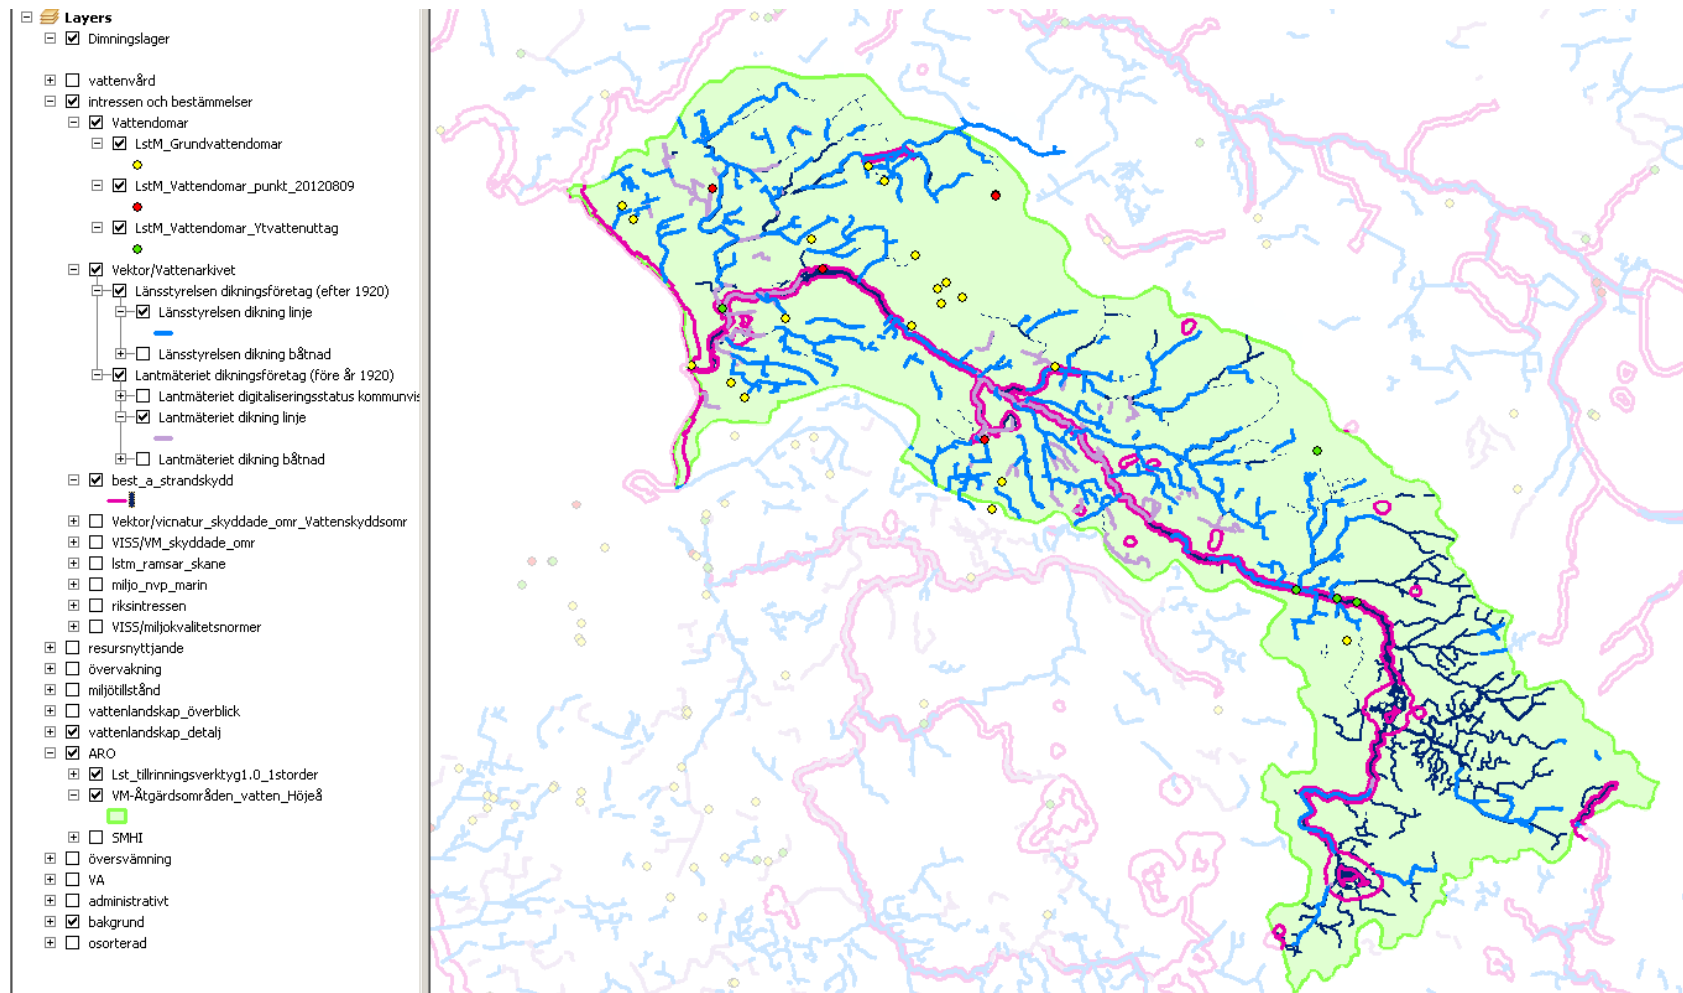 Layers
Dimningslager
vattenvård
intressen och bestämmelser
Vattendomar
LstM_Grundvattendomar
LstM_Vattendomar_punkt_20120809
LstM_Vattendomar_Ytvattenuttag
Vektor/Vattenarkivet
Länsstyrelsen dikningsföretag (efter 1920)
Länsstyrelsen dikning linje
Länsstyrelsen dikning båtnad
Lantmäteriet dikningsföretag (före år 1920)
Lantmäteriet digitaliseringsstatus kommunvis
Lantmäteriet dikning linje
Lantmäteriet dikning båtnad
best_a_strandskydd
Vektor/vicnatur_skyddade_omr_Vattenskyddsomr
VISS/VM_skyddade_omr
lstm_ramsar_skane
miljo_nvp_marin
riksintressen
VISS/miljokvalitetsnormer
resursnyttjande
övervakning
miljötillstånd
vattenlandskap_överblick
vattenlandskap_detalj
ARO
Lst_tillrinningsverktyg1.0_1storder
VM-Åtgärdsområden_vatten_Höjeå
SMHI
översvämning
VA
administrativt
bakgrund
osorterad